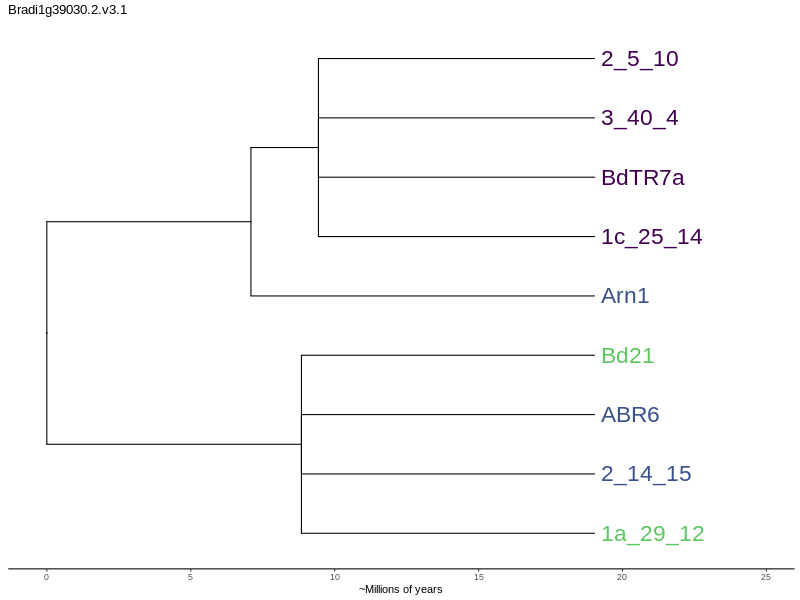 Bradi1g39030.2.v3.1
2_5_10
3_40_4
BdTR7a
1c_25_14
Arn1
Bd21
ABR6
2_14_15
1a_29_12
0 5 10 15 20 25
~Millions of years